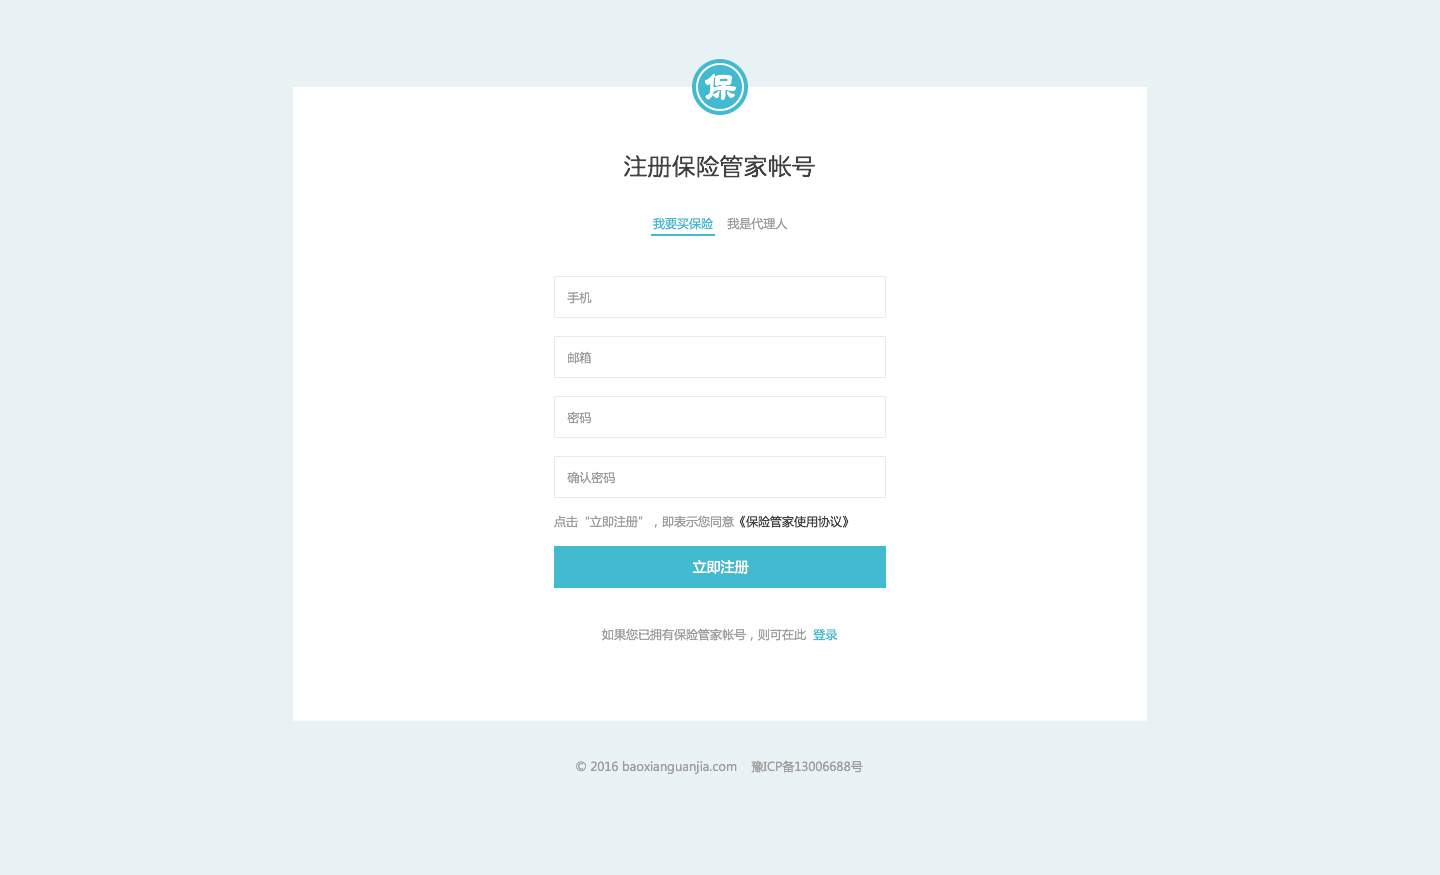 保
注册保险管家帐号
我要买保险 我是代理人
手机
邮箱
密码
确认密码
点击“立即注册”，即表示您同意《保险管家使用协议》
立即注册
如果您已拥有保险管家帐号，则可在此 登录
© 2016 baoxianguanjia.com 豫ICP备13006688号